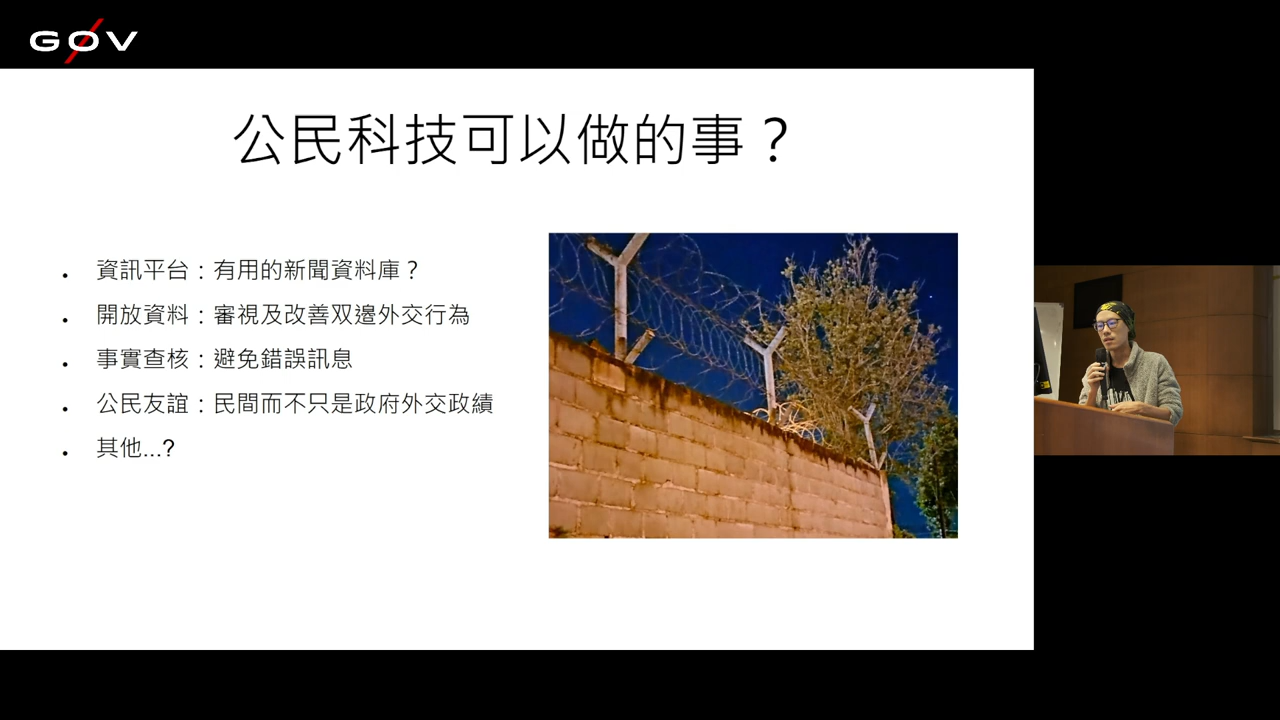 GØV
公民科技可以做的事？
資訊平台：有用的新聞資料庫？
開放資料：審視及改善双邊外交行為
事實查核：避免錯誤訊息
公民友誼：民間而不只是政府外交政績
其他...?